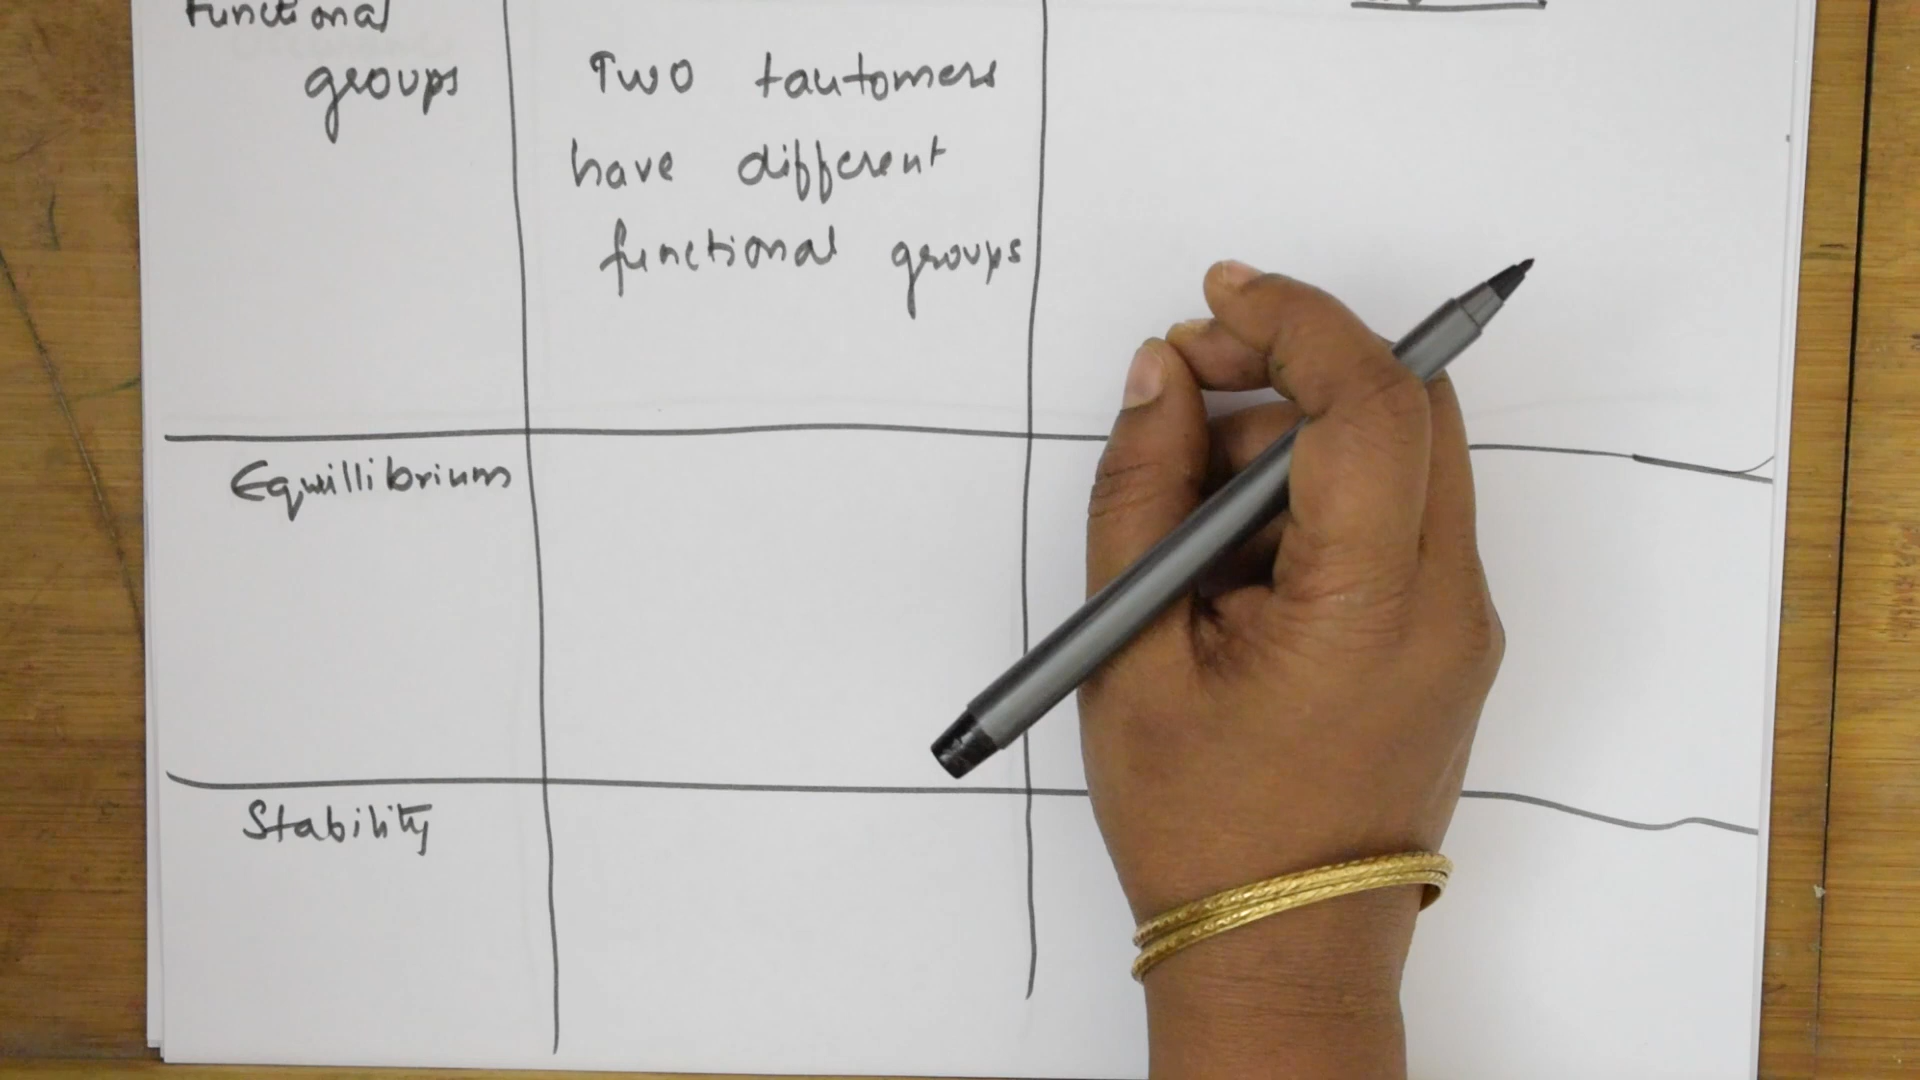 Functional
groups
Two tautomers
have different
functional groups
Equillibrium
Stability